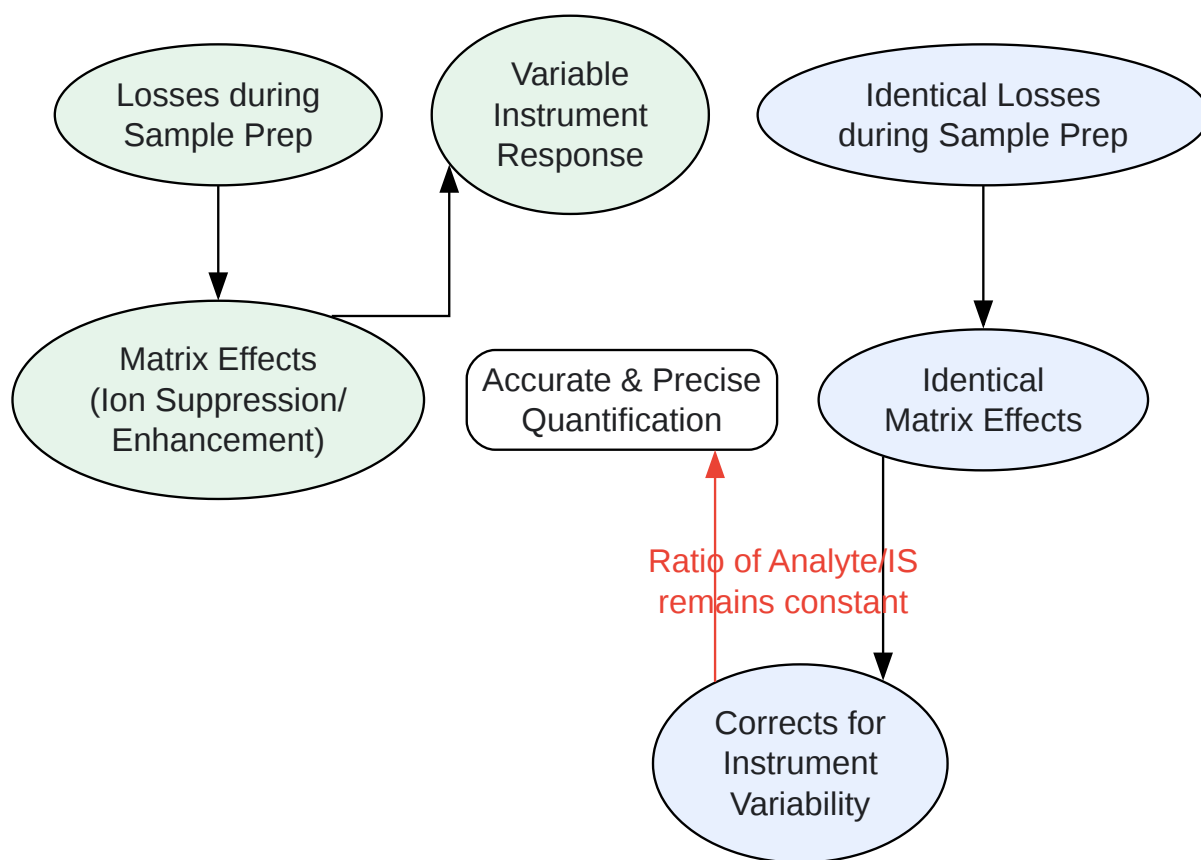 Losses during
Sample Prep
Variable
Instrument
Response
Identical Losses
during Sample Prep
Matrix Effects
(Ion Suppression/
Enhancement)
Accurate & Precise
Quantification
Identical
Matrix Effects
Ratio of Analyte/IS
remains constant
Corrects for
Instrument
Variability